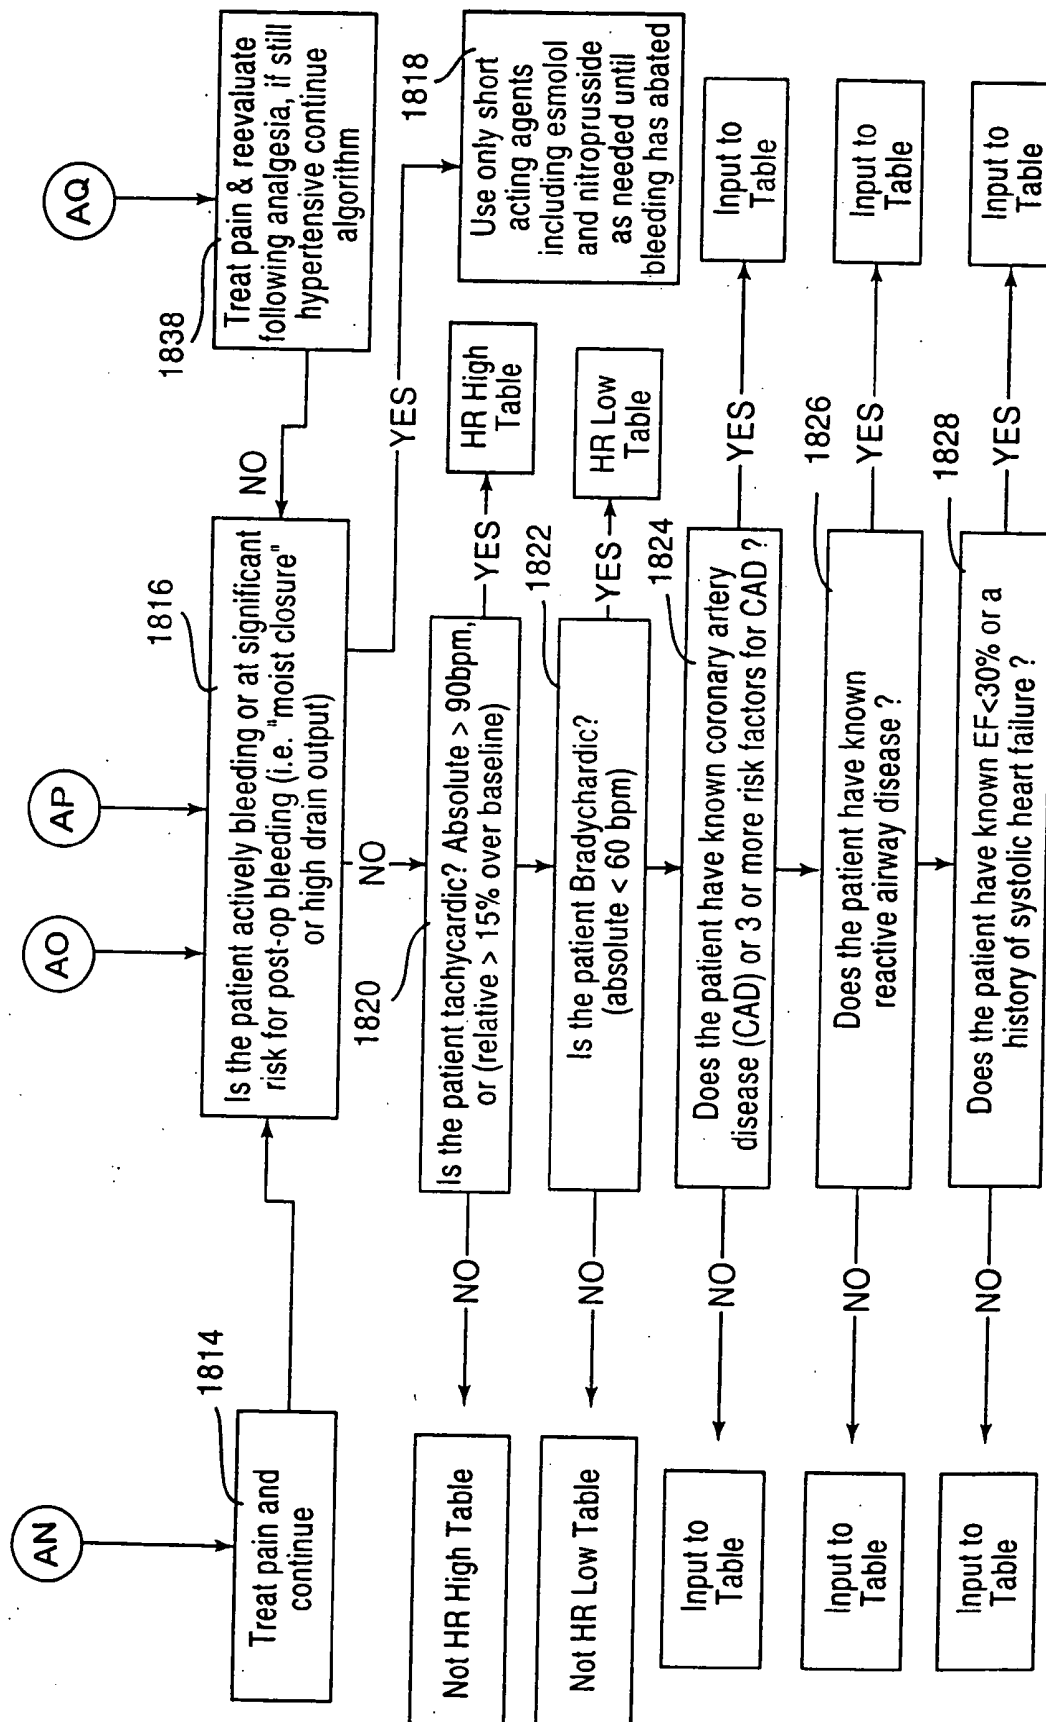 AN
AO
AP
AQ
1814
Treat pain and
continue
1816
Is the patient actively bleeding or at significant
risk for post-op bleeding (i.e. "moist closure"
or high drain output)
1838
Treat pain & reevaluate
following analgesia, if still
hypertensive continue
algorithm
NO
NO
YES
1818
Use only short
acting agents
including esmolol
and nitroprusside
as needed until
bleeding has abated
1820
Is the patient tachycardic? Absolute > 90bpm,
or (relative > 15% over baseline)
NO
Not HR High Table
YES
HR High
Table
1822
Is the patient Bradychardic?
(absolute < 60 bpm)
NO
Not HR Low Table
YES
HR Low
Table
1824
Does the patient have known coronary artery
disease (CAD) or 3 or more risk factors for CAD ?
NO
Input to
Table
YES
Input to
Table
1826
Does the patient have known
reactive airway disease ?
NO
Input to
Table
YES
Input to
Table
1828
Does the patient have known EF<30% or a
history of systolic heart failure ?
NO
Input to
Table
YES
Input to
Table